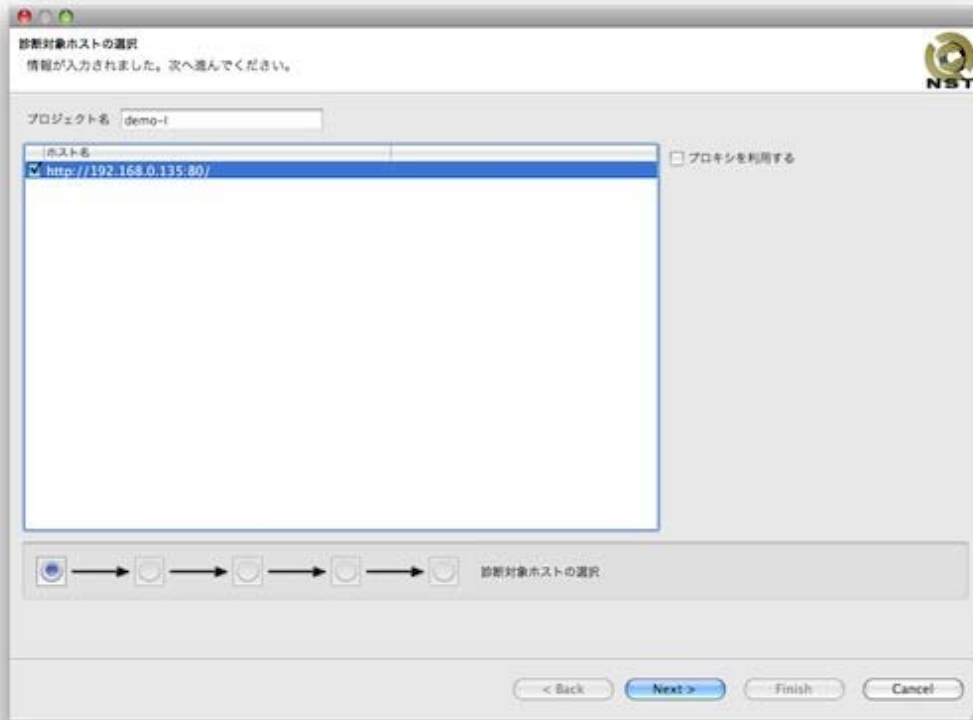 診断対象ホストの選択
情報が入力されました。次へ進んでください。
NST
プロジェクト名 demo-I
ホスト名
http://192.168.0.135:80/
プロキシを利用する
診断対象ホストの選択
< Back Next > Finish Cancel